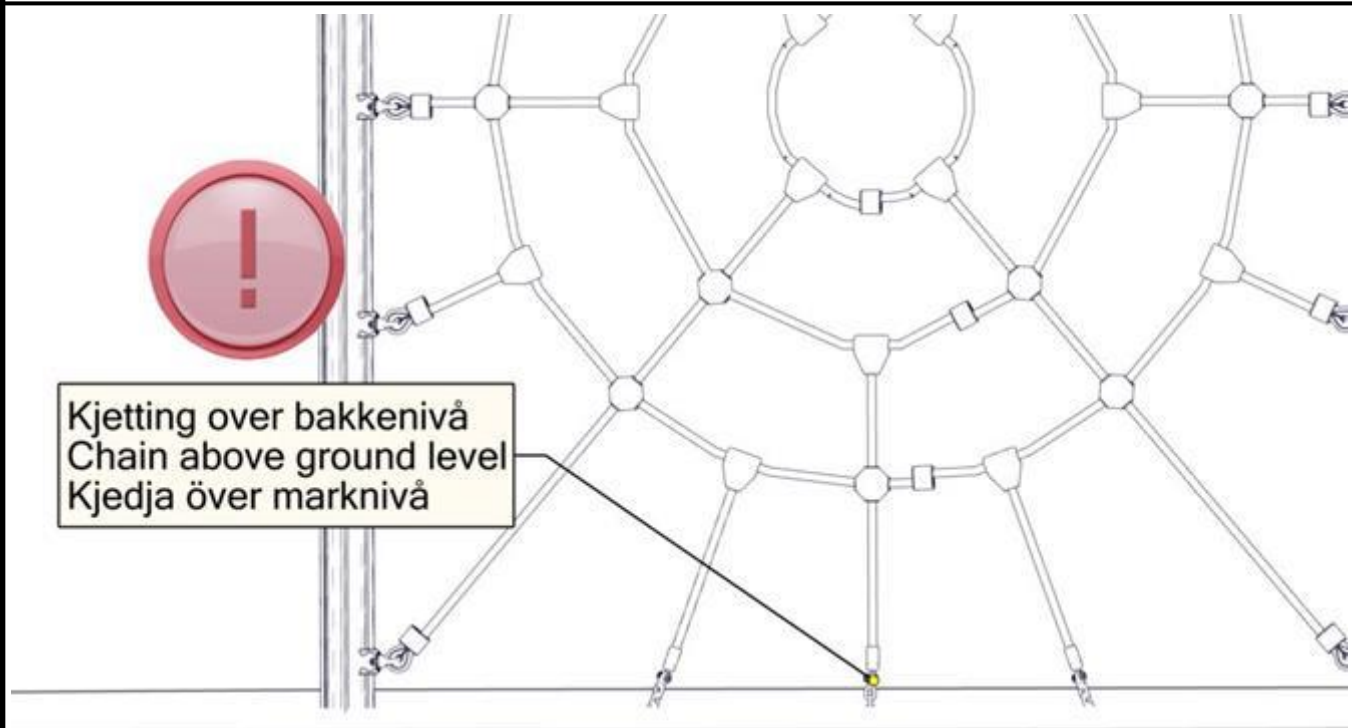 Kjetting over bakkenivå
Chain above ground level
Kjedja över marknivå